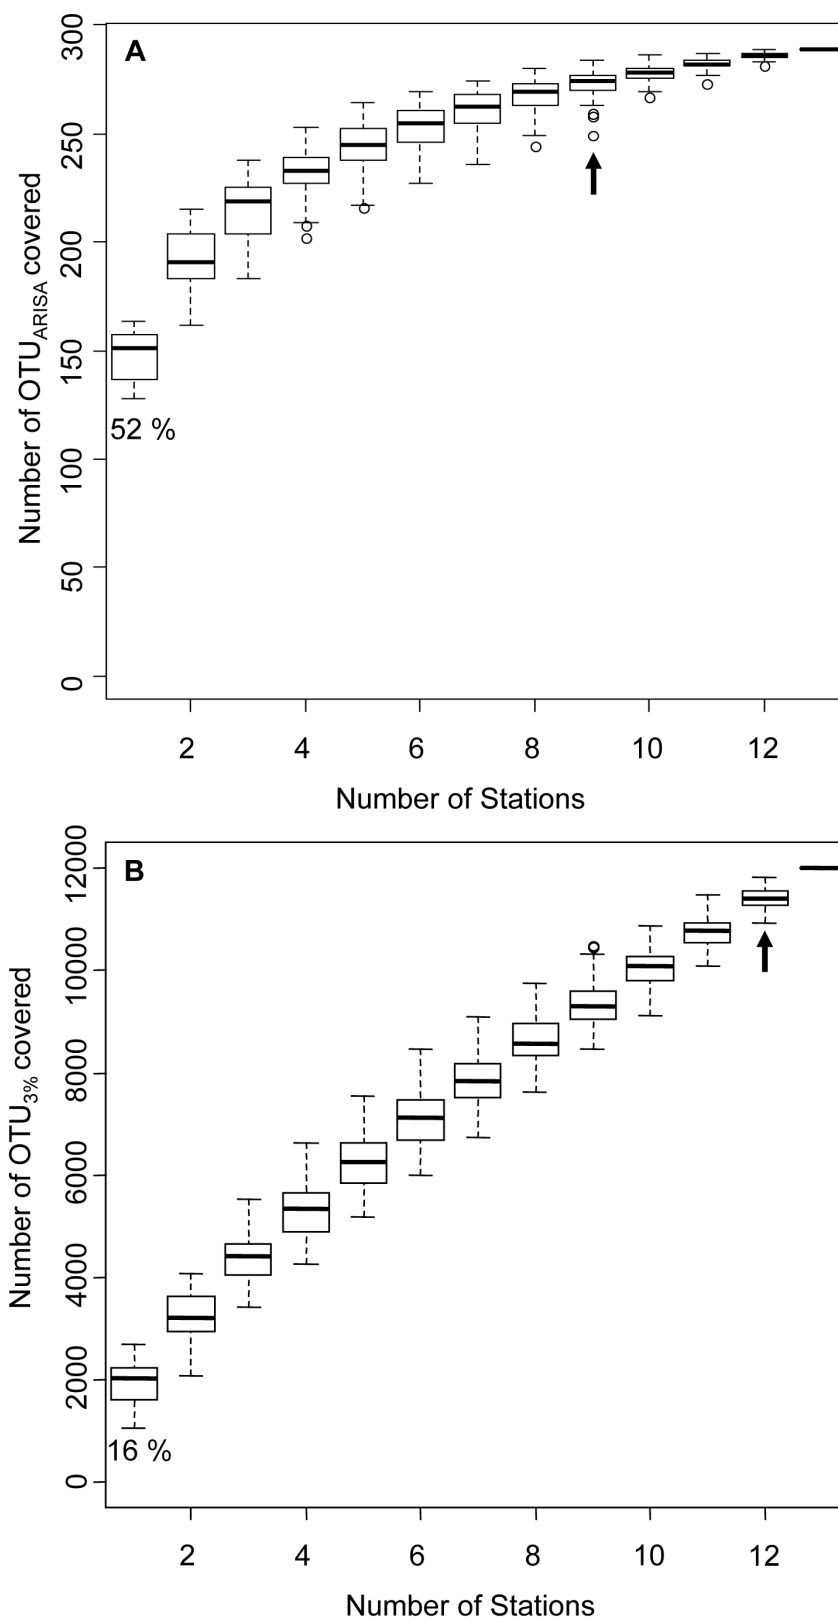 A
Number of OTU_ARISA covered
300
250
200
150
100
50
0
52 %
2 4 6 8 10 12
Number of Stations
B
Number of OTU_3% covered
12000
10000
8000
6000
4000
2000
0
16 %
2 4 6 8 10 12
Number of Stations